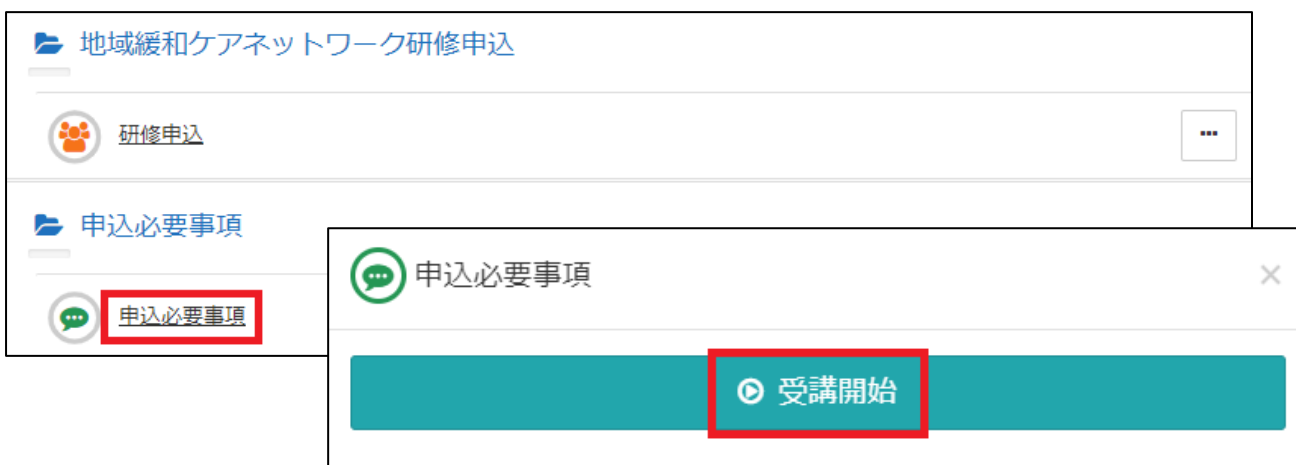 地域緩和ケアネットワーク研修申込
研修申込
申込必要事項
申込必要事項
申込必要事項
受講開始